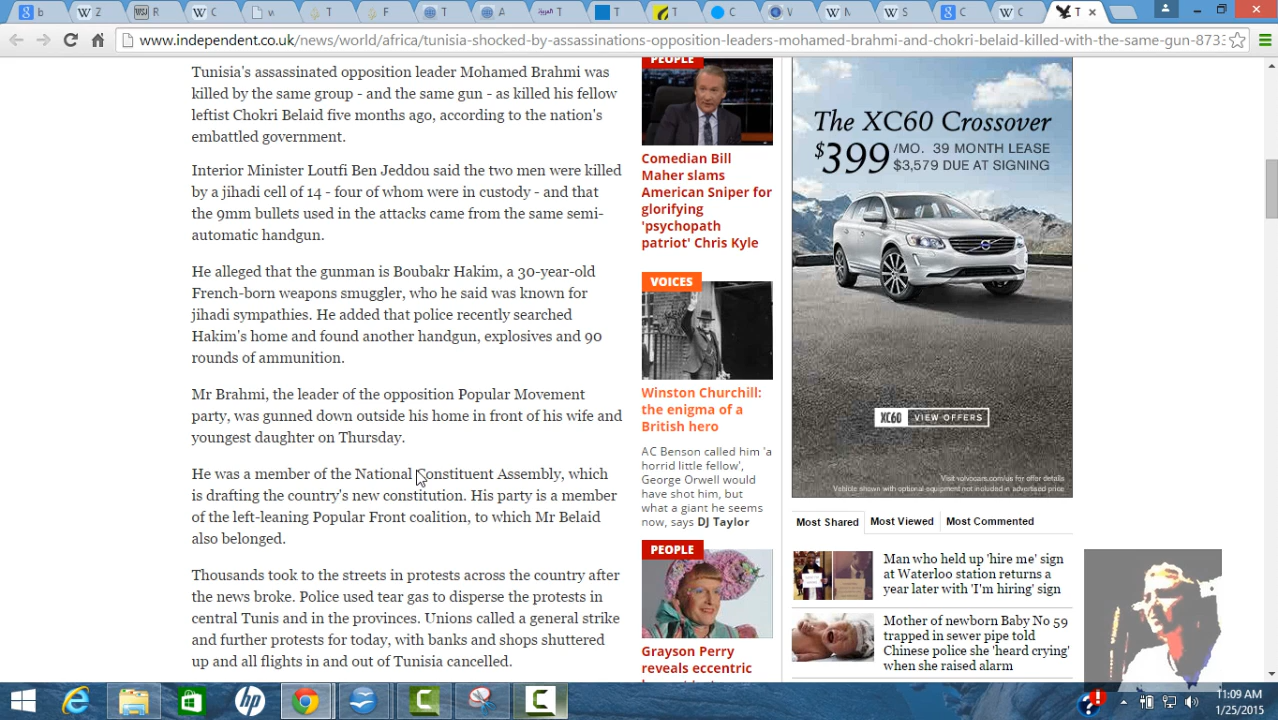 b
Z
C
v
T
F
T
A
T
T
T
C
V
W
S
C
C
T
www.independent.co.uk/news/world/africa/tunisia-shocked-by-assassinations-opposition-leaders-mohamed-brahmi-and-chokri-belaid-killed-with-the-same-gun-873
Tunisia's assassinated opposition leader Mohamed Brahmi was
killed by the same group - and the same gun - as killed his fellow
leftist Chokri Belaid five months ago, according to the nation's
embattled government.
Interior Minister Loutfi Ben Jeddou said the two men were killed
by a jihadi cell of 14 - four of whom were in custody - and that
the 9mm bullets used in the attacks came from the same semi-
automatic handgun.
He alleged that the gunman is Boubakr Hakim, a 30-year-old
French-born weapons smuggler, who he said was known for
jihadi sympathies. He added that police recently searched
Hakim's home and found another handgun, explosives and 90
rounds of ammunition.
Mr Brahmi, the leader of the opposition Popular Movement
party, was gunned down outside his home in front of his wife and
youngest daughter on Thursday.
He was a member of the National Constituent Assembly, which
is drafting the country's new constitution. His party is a member
of the left-leaning Popular Front coalition, to which Mr Belaid
also belonged.
Thousands took to the streets in protests across the country after
the news broke. Police fired tear gas to disperse the protests in
central Tunis and in the provinces. Unions called a general strike
and further protests for today, with banks and shops shuttered
up and all flights in and out of Tunisia cancelled.
PEOPLE
Comedian Bill
Maher slams
American Sniper for
glorifying
'psychopath
patriot' Chris Kyle
VOICES
Winston Churchill:
the enigma of a
British hero
AC Benson called him 'a
horrid little fellow',
George Orwell would
have shot him, but
what a giant he seems
now, says DJ Taylor
PEOPLE
Grayson Perry
reveals eccentric
The XC60 Crossover
$399 /MO. 39 MONTH LEASE
$3,579 DUE AT SIGNING
XC60 VIEW OFFERS
Visit volvocars.com/us for offer details
Vehicle shown with optional equipment not included in advertised price
Most Shared Most Viewed Most Commented
Man who held up 'hire me' sign
at Waterloo station returns a
year later with 'I'm hiring' sign
Mother of newborn Baby No 59
trapped in sewer pipe told
Chinese police she 'heard crying'
when she raised alarm
11:09 AM
1/25/2015